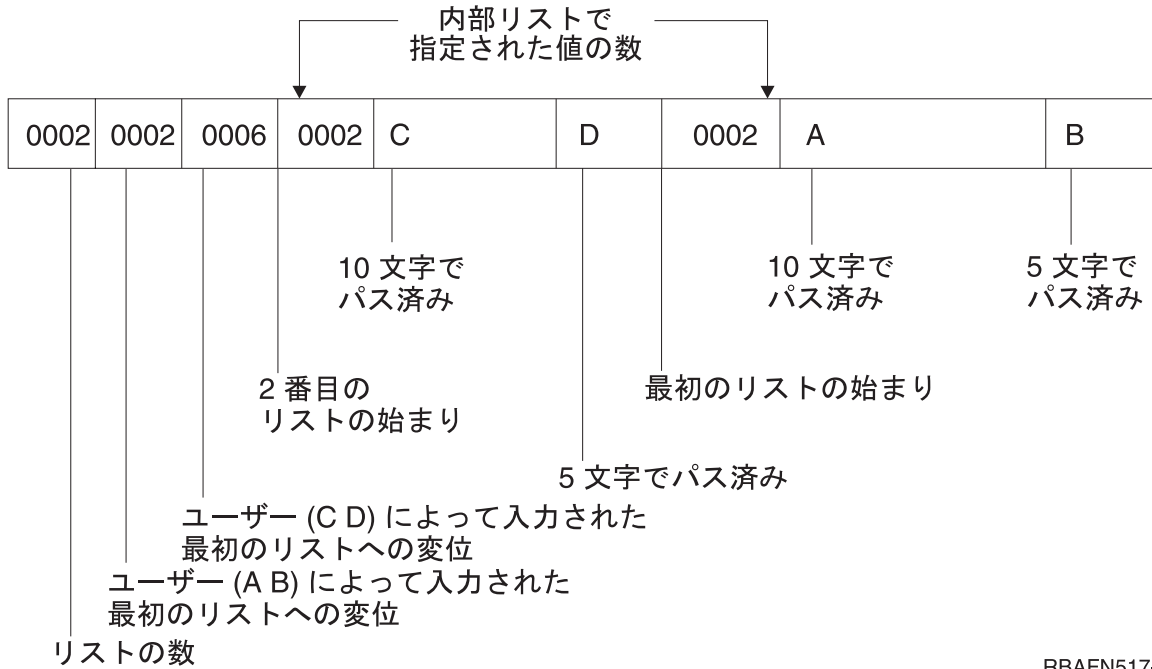 内部リストで
指定された値の数
0002 0002 0006 0002 C D 0002 A B
10 文字で
パス済み
10 文字で
パス済み
5 文字で
パス済み
2 番目の
リストの始まり
最初のリストの始まり
5 文字でパス済み
ユーザー (C D) によって入力された
最初のリストへの変位
ユーザー (A B) によって入力された
最初のリストへの変位
リストの数
RBAFN517-